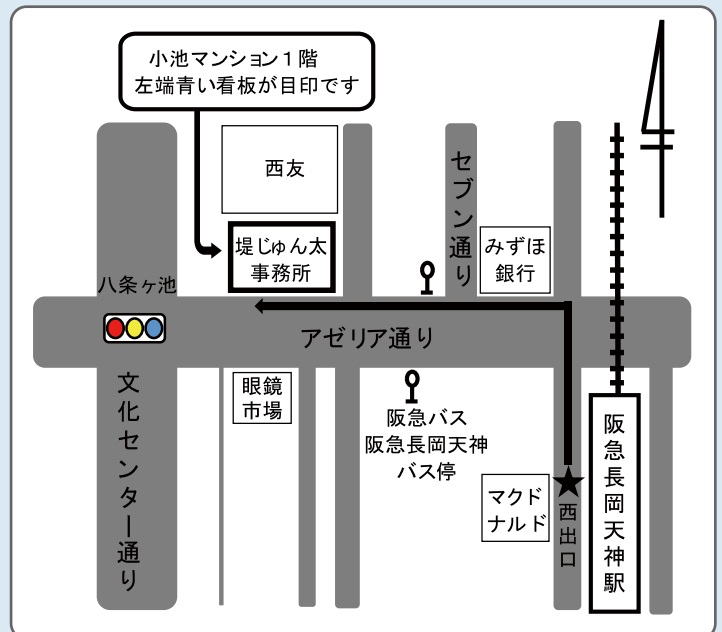 小池マンション１階
左端青い看板が目印です
西友
堤じゅん太
事務所
セブン通り
みずほ
銀行
八条ヶ池
アゼリア通り
文化センター通り
眼鏡
市場
阪急バス
阪急長岡天神
バス停
マクド
ナルド
西出口
阪急長岡天神駅